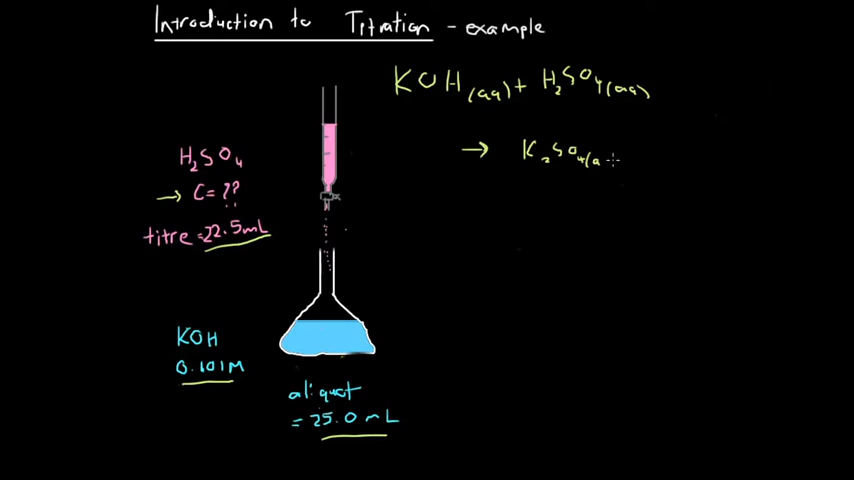 Introduction to Titration - example
KOH(aq) + H₂SO₄(aq)
→ K₂SO₄(a
H₂SO₄
→ C = ??
titre = 22.5mL
KOH
0.101M
aliquot
= 25.0 mL